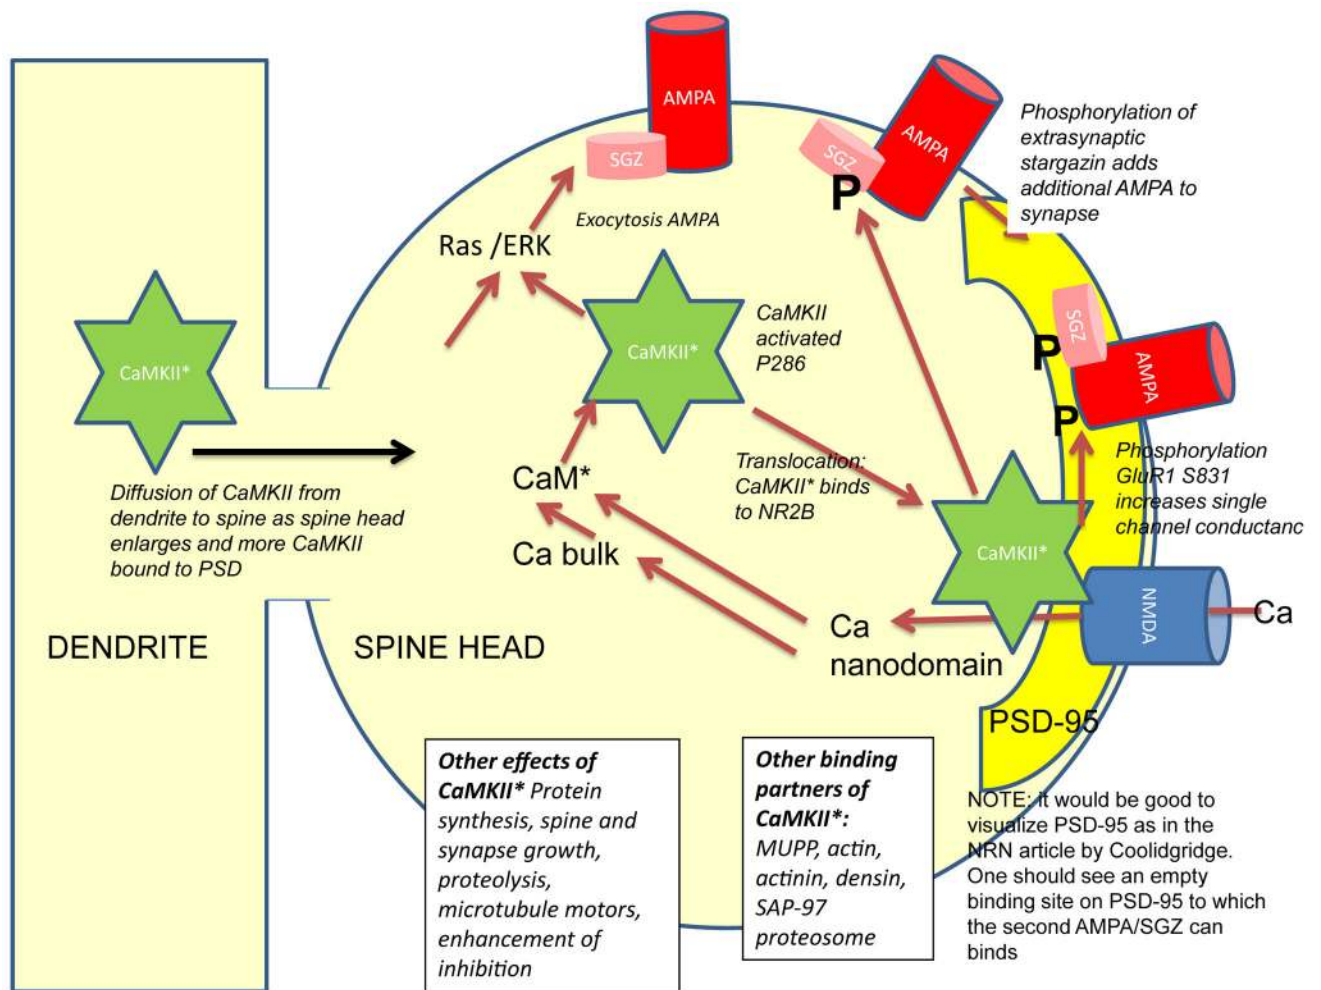 AMPA
SGZ
AMPA
SGZ
P
Phosphorylation of
extrasynaptic
stargazin adds
additional AMPA to
synapse
Exocytosis AMPA
Ras /ERK
CaMKII*
CaMKII*
CaMKII
activated
P286
SGZ
P
AMPA
P
Diffusion of CaMKII from
dendrite to spine as spine head
enlarges and more CaMKII
bound to PSD
CaM*
Ca bulk
Translocation:
CaMKII* binds
to NR2B
Phosphorylation
GluR1 S831
increases single
channel conductanc
CaMKII*
NMDA
Ca
Ca
nanodomain
DENDRITE
SPINE HEAD
PSD-95
Other effects of
CaMKII* Protein
synthesis, spine and
synapse growth,
proteolysis,
microtubule motors,
enhancement of
inhibition
Other binding
partners of
CaMKII*:
MUPP, actin,
actinin, densin,
SAP-97
proteosome
NOTE: it would be good to
visualize PSD-95 as in the
NRN article by Coolidgridge.
One should see an empty
binding site on PSD-95 to which
the second AMPA/SGZ can
binds